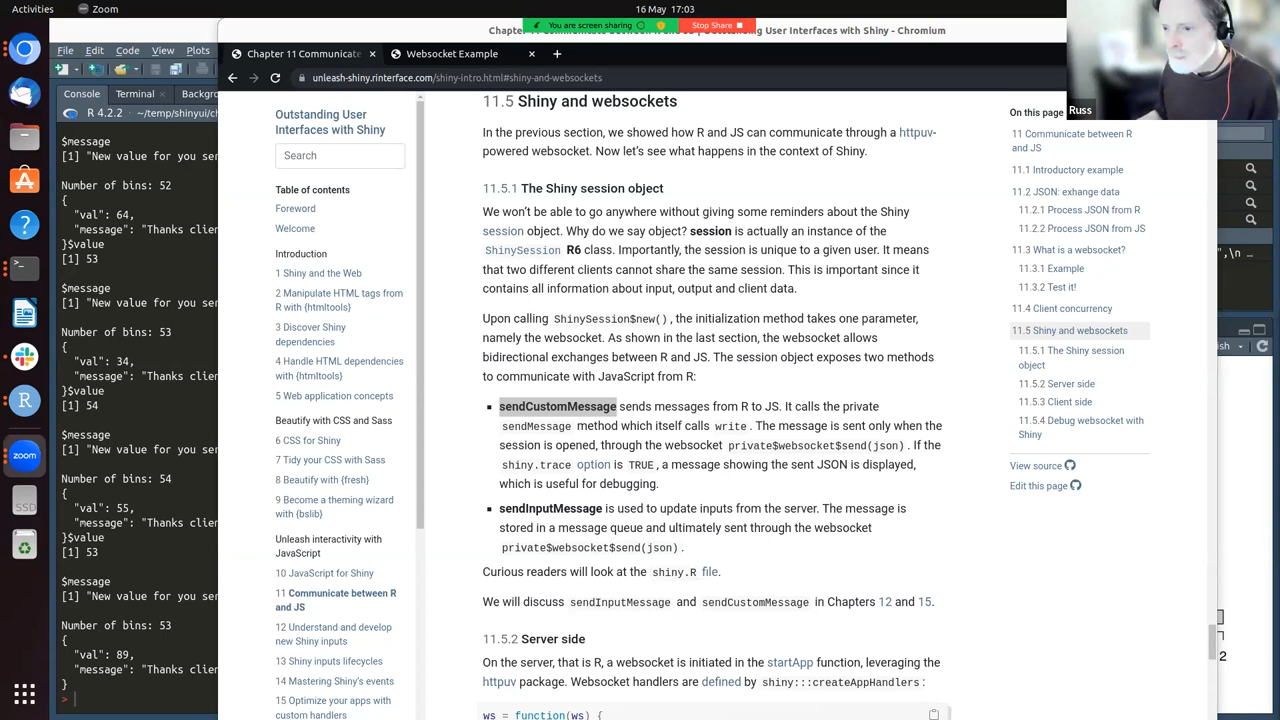 Activities
Zoom
16 May 17:03
You are screen sharing
Stop Share
Outstanding User Interfaces with Shiny - Chromium
File Edit Code View Plots
Console
Terminal
R 4.2.2 · ~/temp/shinyui/c
$message
[1] "New value for you ser
Number of bins: 52
{
"val": 64,
"message": "Thanks clien
}$value
[1] 53
$message
[1] "New value for you ser
Number of bins: 53
{
"val": 34,
"message": "Thanks clie
}$value
[1] 54
$message
[1] "New value for you ser
Number of bins: 54
{
"val": 55,
"message": "Thanks clien
}$value
[1] 53
$message
[1] "New value for you ser
Number of bins: 53
{
"val": 89,
"message": "Thanks clien
}
>
zoom
SSD
Chapter 11 Communicate
Websocket Example
unleash-shiny.rinterface.com/shiny-intro.html#shiny-and-websockets
Outstanding User
Interfaces with Shiny
Search
Table of contents
Foreword
Welcome
Introduction
1 Shiny and the Web
2 Manipulate HTML tags from
R with {htmltools}
3 Discover Shiny
dependencies
4 Handle HTML dependencies
with {htmltools}
5 Web application concepts
Beautify with CSS and Sass
6 CSS for Shiny
7 Tidy your CSS with Sass
8 Beautify with {fresh}
9 Become a theming wizard
with {bslib}
Unleash interactivity with
JavaScript
10 JavaScript for Shiny
11 Communicate between R
and JS
12 Understand and develop
new Shiny inputs
13 Shiny inputs lifecycles
14 Mastering Shiny's events
15 Optimize your apps with
custom handlers
11.5 Shiny and websockets
In the previous section, we showed how R and JS can communicate through a httpuv-
powered websocket. Now let's see what happens in the context of Shiny.
11.5.1 The Shiny session object
We won't be able to go anywhere without giving some reminders about the Shiny
session object. Why do we say object? session is actually an instance of the
ShinySession R6 class. Importantly, the session is unique to a given user. It means
that two different clients cannot share the same session. This is important since it
contains all information about input, output and client data.
Upon calling ShinySession$new(), the initialization method takes one parameter,
namely the websocket. As shown in the last section, the websocket allows
bidirectional exchanges between R and JS. The session object exposes two methods
to communicate with JavaScript from R:
▪ sendCustomMessage sends messages from R to JS. It calls the private
sendMessage method which itself calls write. The message is sent only when the
session is opened, through the websocket private$websocket$send(json). If the
shiny.trace option is TRUE, a message showing the sent JSON is displayed,
which is useful for debugging.
▪ sendInputMessage is used to update inputs from the server. The message is
stored in a message queue and ultimately sent through the websocket
private$websocket$send(json).
Curious readers will look at the shiny.R file.
We will discuss sendInputMessage and sendCustomMessage in Chapters 12 and 15.
11.5.2 Server side
On the server, that is R, a websocket is initiated in the startApp function, leveraging the
httpuv package. Websocket handlers are defined by shiny:::createAppHandlers:
ws = function(ws) {
Russ
On this page
11 Communicate between R
and JS
11.1 Introductory example
11.2 JSON: exhange data
11.2.1 Process JSON from R
11.2.2 Process JSON from JS
11.3 What is a websocket?
11.3.1 Example
11.3.2 Test it!
11.4 Client concurrency
11.5 Shiny and websockets
11.5.1 The Shiny session
object
11.5.2 Server side
11.5.3 Client side
11.5.4 Debug websocket with
Shiny
View source
Edit this page
",\n …
2